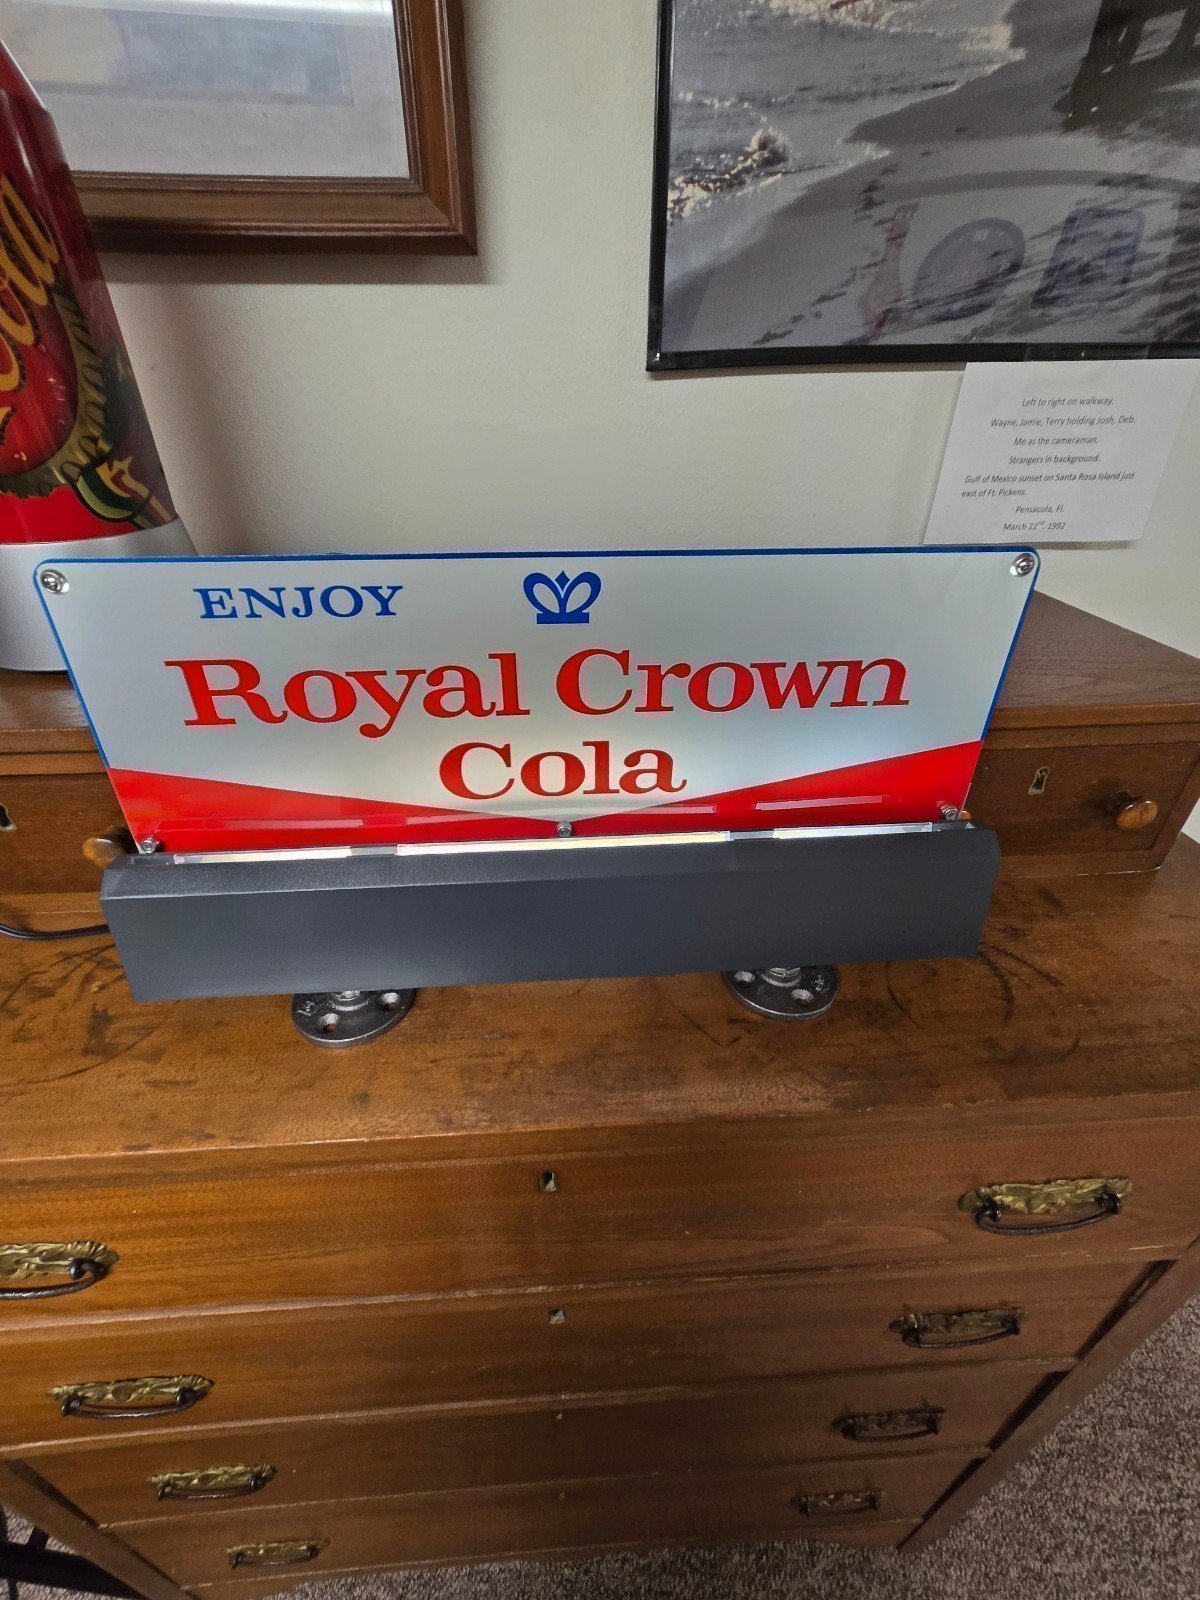 Cola
Left to right on walkway.
Wayne, Jamie, Terry holding Josh, Deb.
Me as the cameraman.
Strangers in background.
Gulf of Mexico sunset on Santa Rosa Island just
east of Ft. Pickens.
Pensacola, Fl.
March 22nd. 1992
ENJOY
Royal Crown
Cola